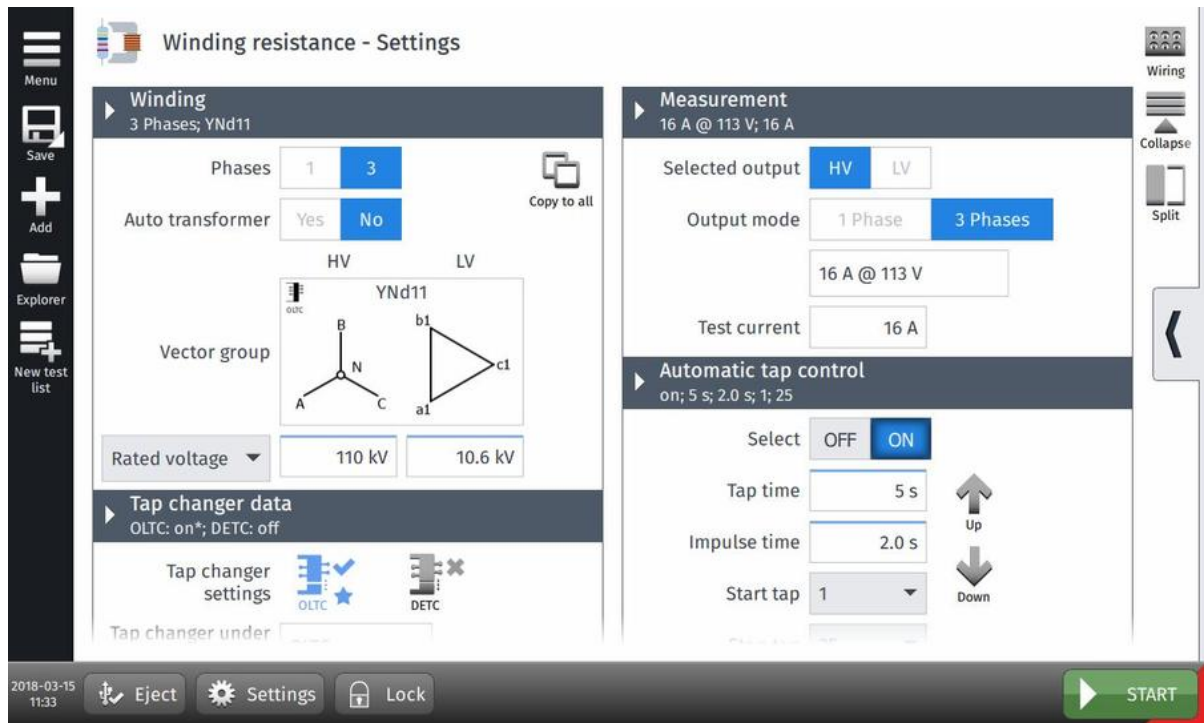 Menu
Save
Add
Explorer
New test
list
Winding resistance - Settings
Winding
3 Phases; YNd11
Phases 1 3
Copy to all
Auto transformer Yes No
HV LV
Vector group
OLTC
YNd11
B
N
A C
b1
c1
a1
Rated voltage 110 kV 10.6 kV
Tap changer data
OLTC: on*; DETC: off
Tap changer
settings
OLTC
DETC
Tap changer under
Measurement
16 A @ 113 V; 16 A
Selected output HV LV
Output mode 1 Phase 3 Phases
16 A @ 113 V
Test current 16 A
Automatic tap control
on; 5 s; 2.0 s; 1; 25
Select OFF ON
Tap time 5 s
Up
Impulse time 2.0 s
Start tap 1
Down
Wiring
Collapse
Split
2018-03-15
11:33
Eject
Settings
Lock
START